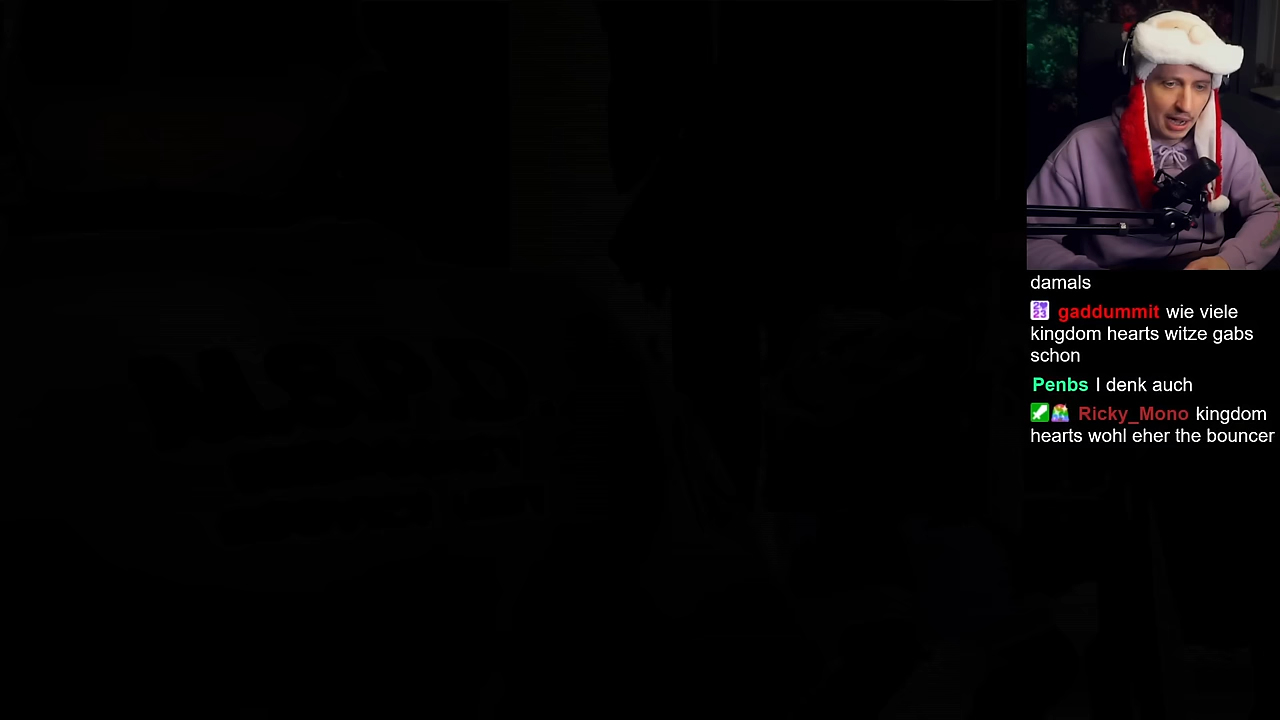 damals
gaddummit wie viele
kingdom hearts witze gabs
schon
Penbs I denk auch
Ricky_Mono kingdom
hearts wohl eher the bouncer